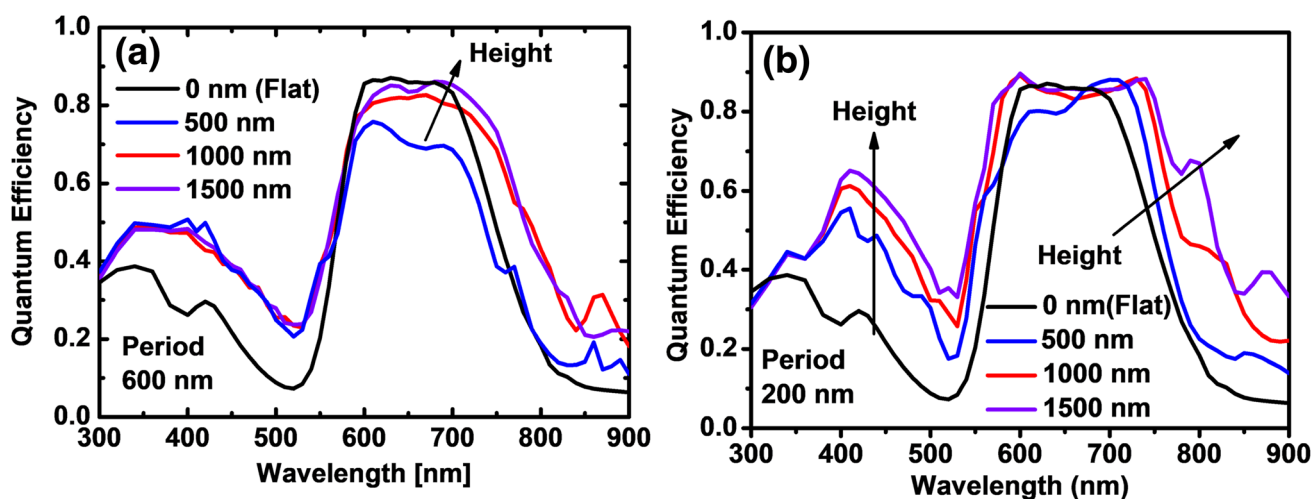 (a)
Height
0 nm (Flat)
500 nm
1000 nm
1500 nm
Period
600 nm
Quantum Efficiency
1.0
0.8
0.6
0.4
0.2
0.0
300 400 500 600 700 800 900
Wavelength [nm]
(b)
Height
Height
0 nm(Flat)
500 nm
1000 nm
1500 nm
Period
200 nm
Quantum Efficiency
1.0
0.8
0.6
0.4
0.2
0.0
300 400 500 600 700 800 900
Wavelength (nm)